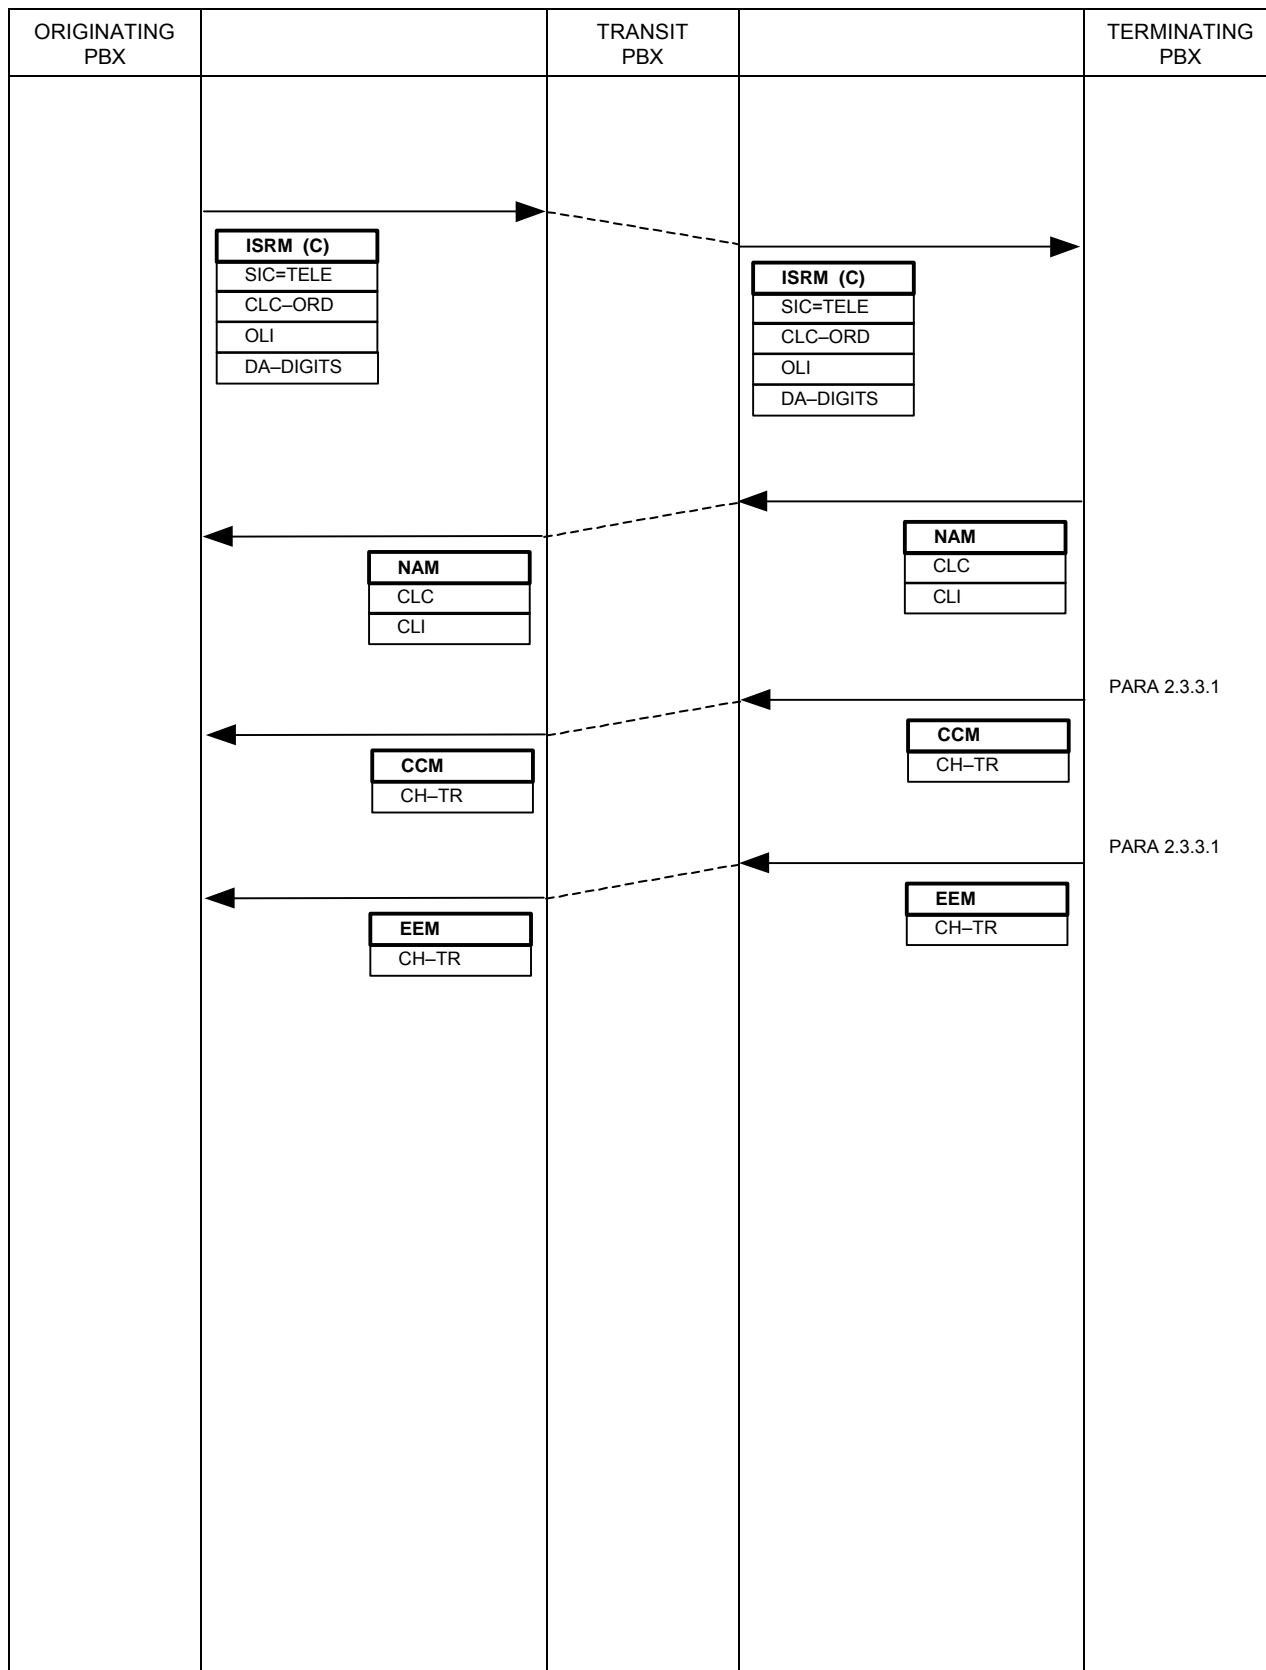 ORIGINATING
PBX
TRANSIT
PBX
TERMINATING
PBX
ISRM (C)
SIC=TELE
CLC–ORD
OLI
DA–DIGITS
ISRM (C)
SIC=TELE
CLC–ORD
OLI
DA–DIGITS
NAM
CLC
CLI
NAM
CLC
CLI
PARA 2.3.3.1
CCM
CH–TR
CCM
CH–TR
PARA 2.3.3.1
EEM
CH–TR
EEM
CH–TR